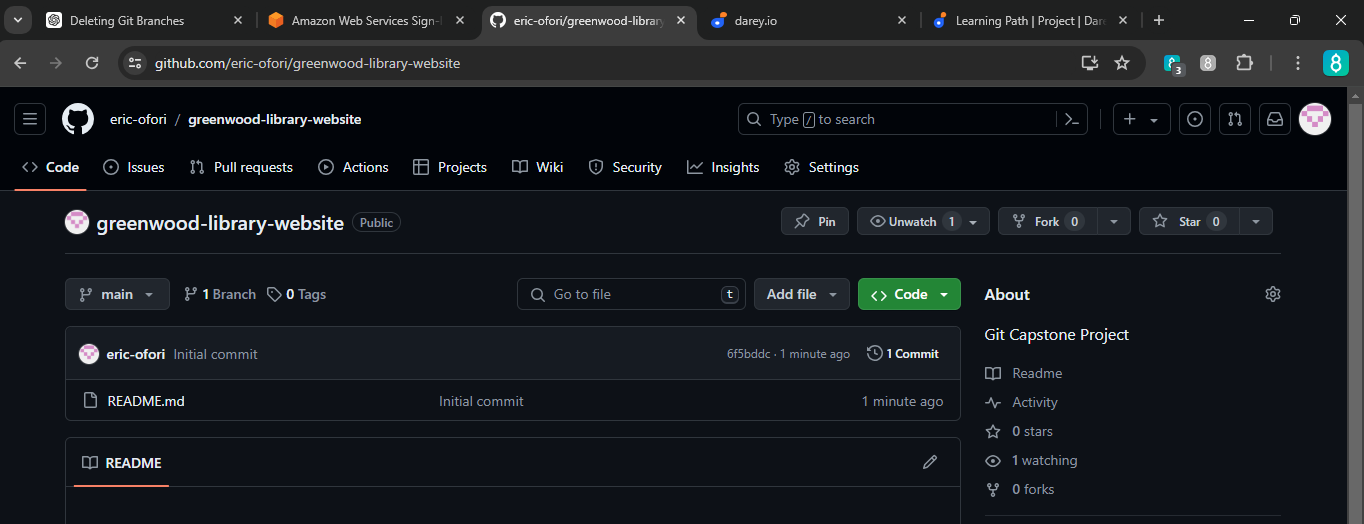 Deleting Git Branches
Amazon Web Services Sign-
eric-ofori/greenwood-library
darey.io
Learning Path | Project | Dare
github.com/eric-ofori/greenwood-library-website
3
eric-ofori / greenwood-library-website
Type / to search
Code
Issues
Pull requests
Actions
Projects
Wiki
Security
Insights
Settings
greenwood-library-website Public
Pin
Unwatch 1
Fork 0
Star 0
main
1 Branch
0 Tags
Go to file t
Add file
Code
About
Git Capstone Project
eric-ofori Initial commit
6f5bddc · 1 minute ago
1 Commit
README.md Initial commit 1 minute ago
README
Readme
Activity
0 stars
1 watching
0 forks